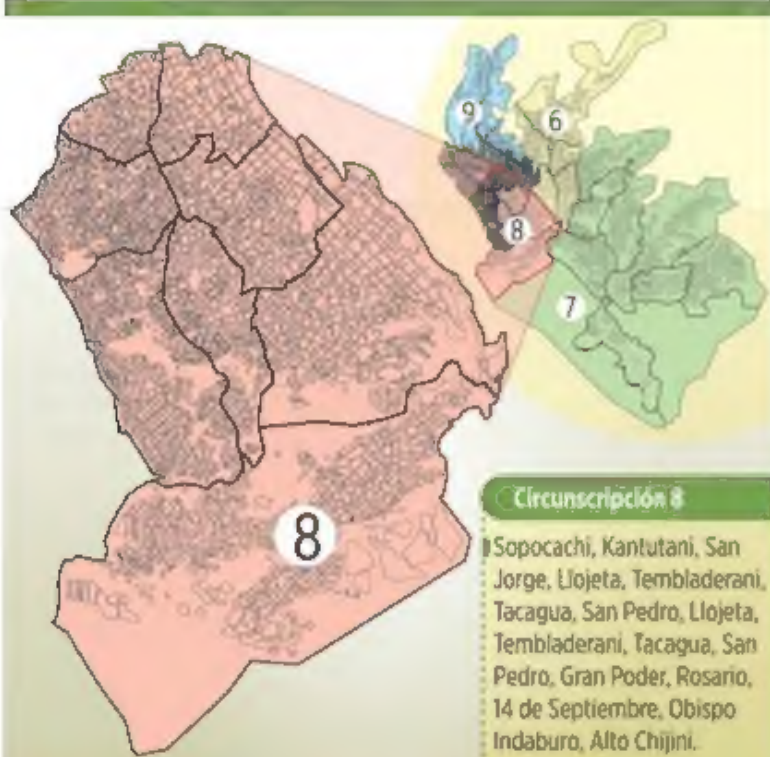 9
6
8
7
8
Circunscripción 8
Sopocachi, Kantutani, San
Jorge, Llojeta, Tembladerani,
Tacagua, San Pedro, Llojeta,
Tembladerani, Tacagua, San
Pedro, Gran Poder, Rosario,
14 de Septiembre, Obispo
Indaburo, Alto Chijini.